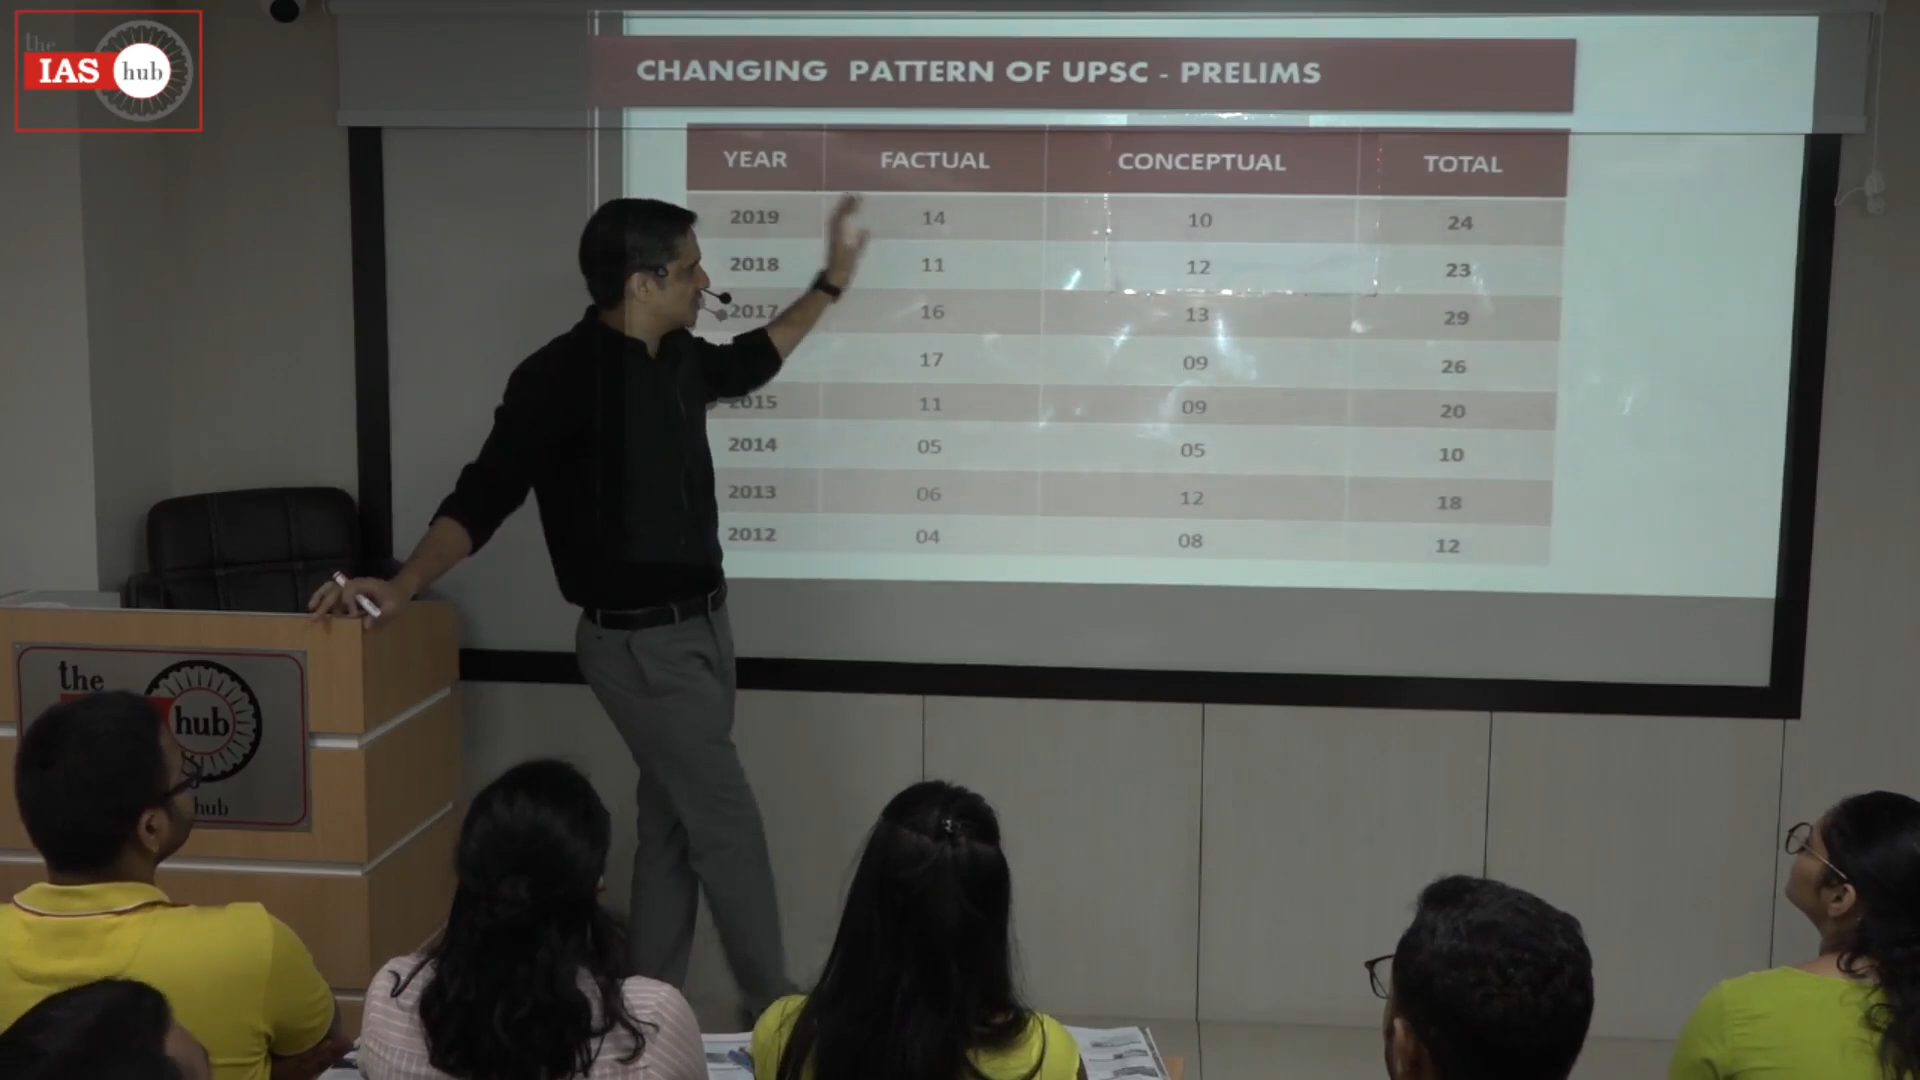 the
IAS hub
CHANGING PATTERN OF UPSC - PRELIMS
YEAR FACTUAL CONCEPTUAL TOTAL
2019 14 10 24
2018 11 12 23
2017 16 13 29
17 09 26
2015 11 09 20
2014 05 05 10
2013 06 12 18
2012 04 08 12
the
hub
hub